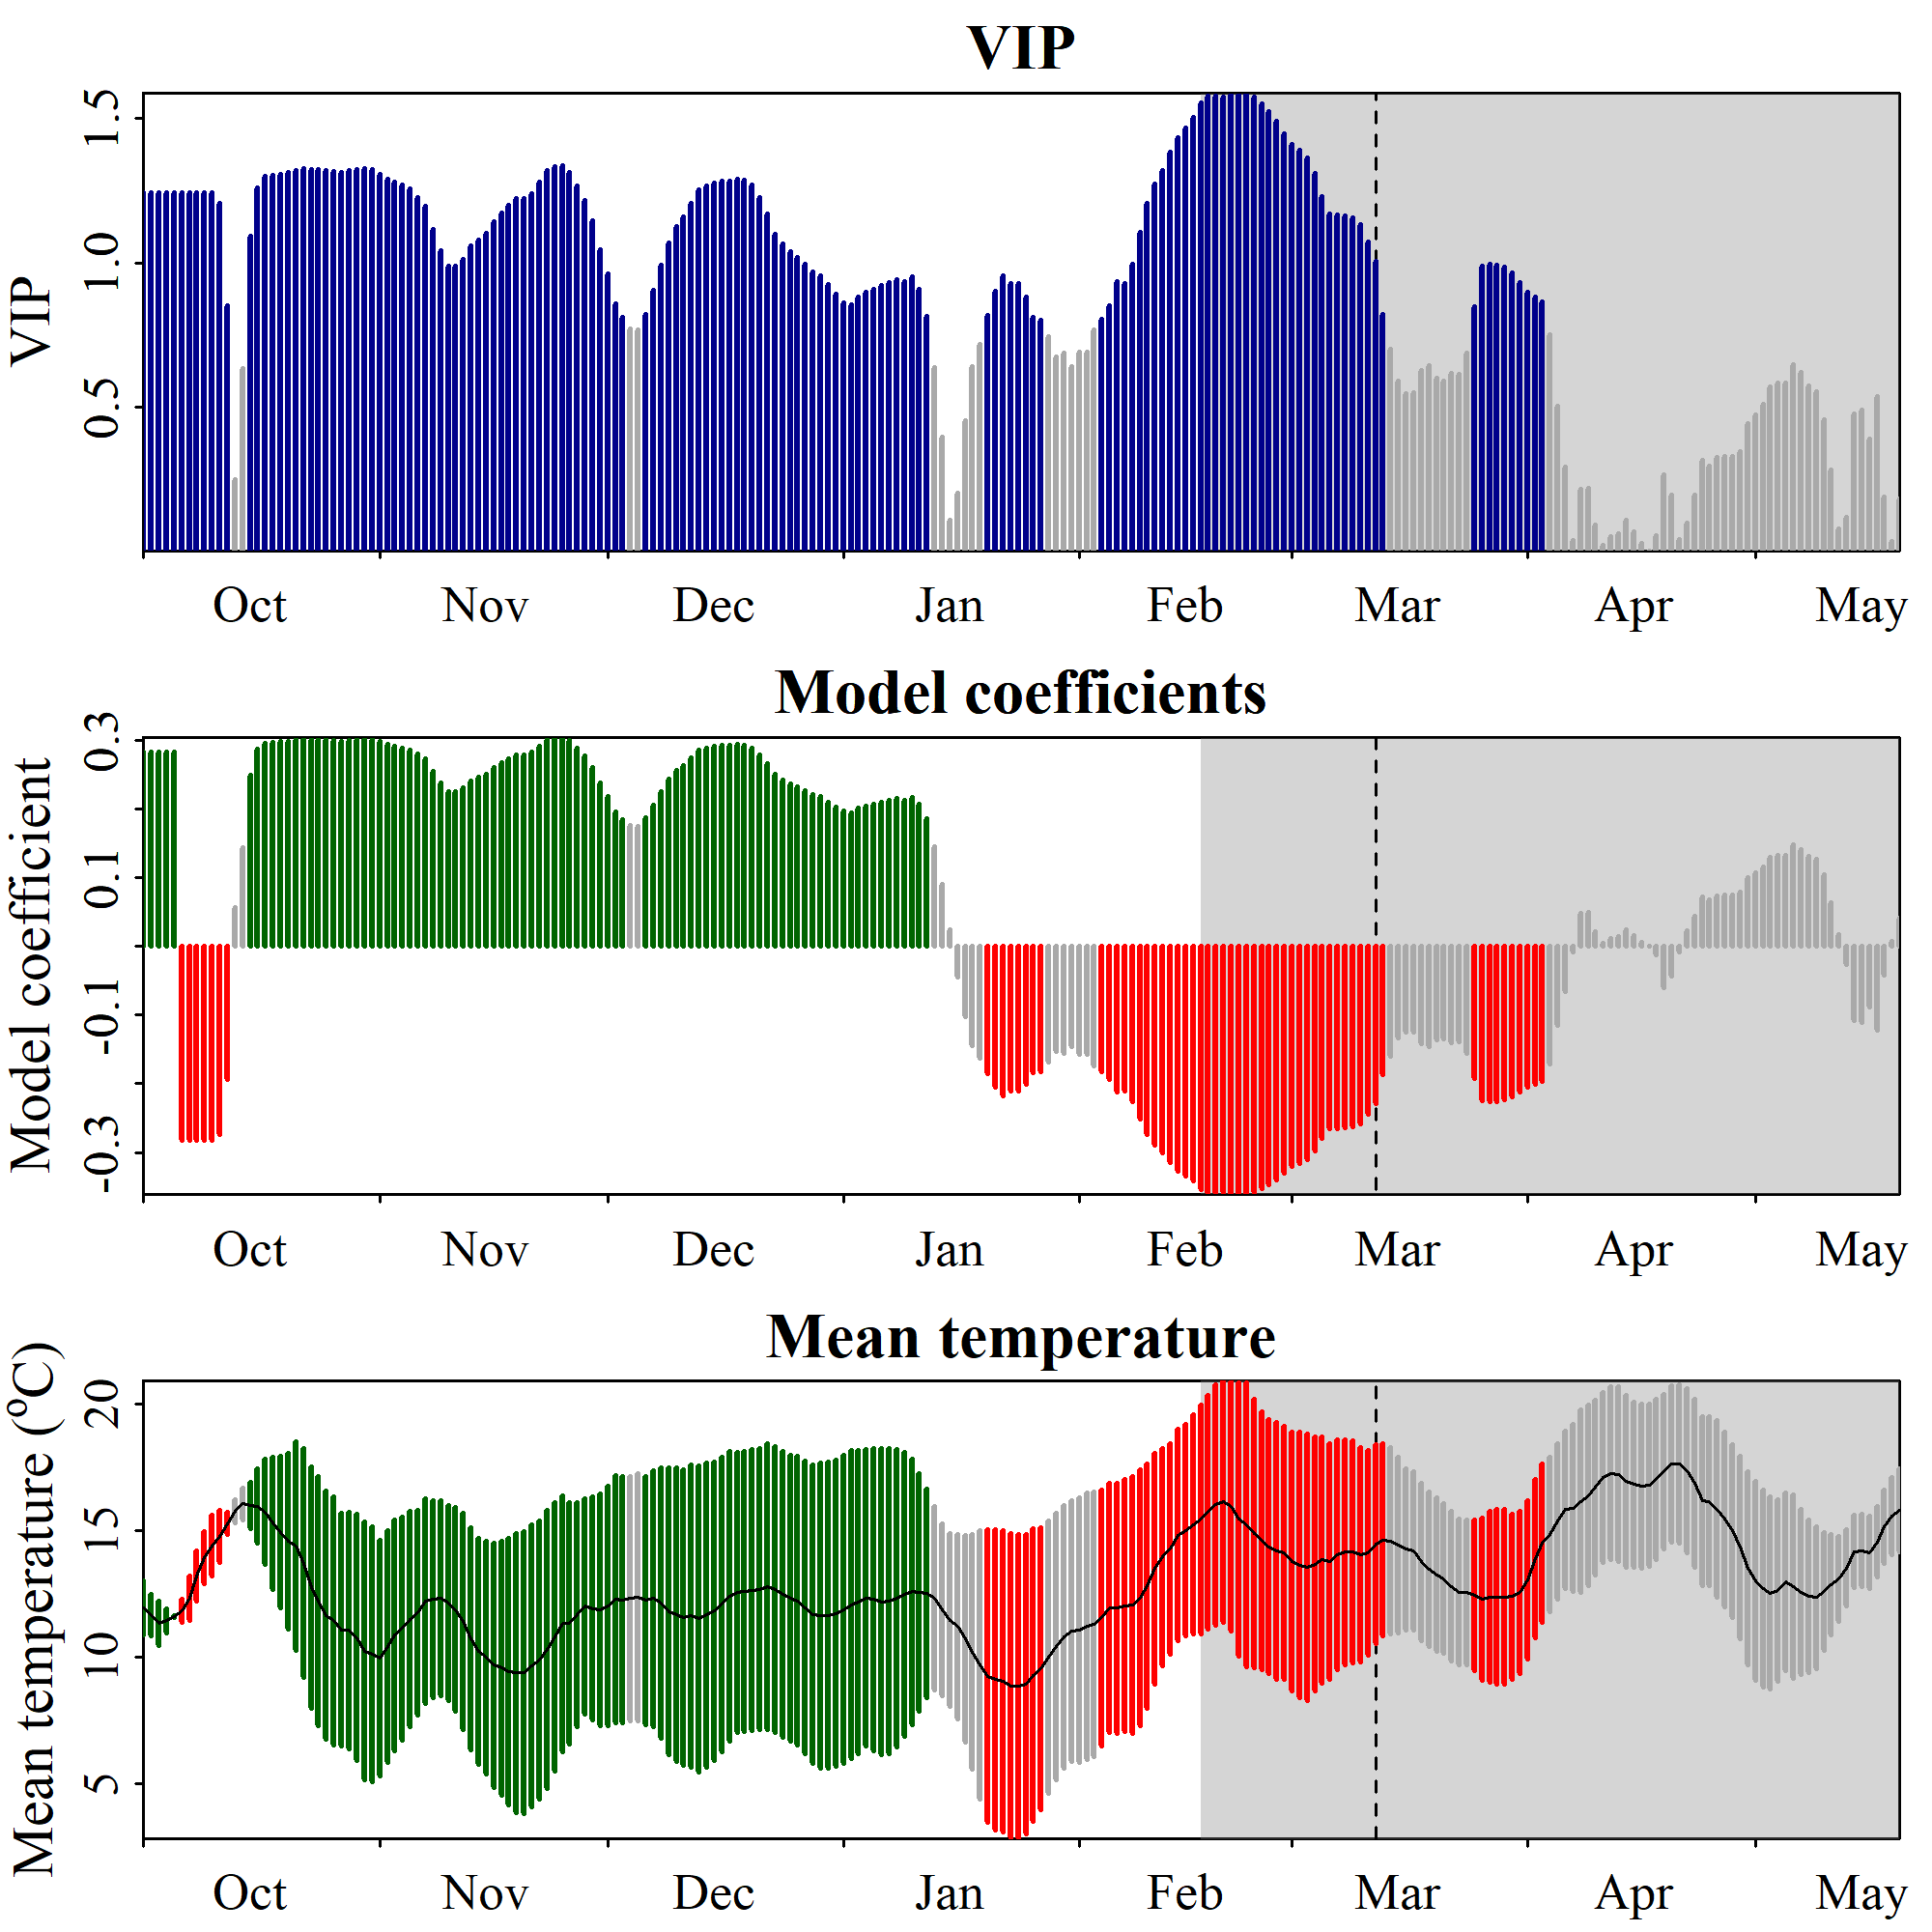 VIP
VIP
1.5
1.0
0.5
Oct Nov Dec Jan Feb Mar Apr May
Model coefficients
Model coefficient
0.3
0.1
-0.1
-0.3
Oct Nov Dec Jan Feb Mar Apr May
Mean temperature
Mean temperature (ºC)
20
15
10
5
Oct Nov Dec Jan Feb Mar Apr May